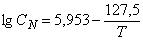 lg C_N = 5,953 − 127,5/T